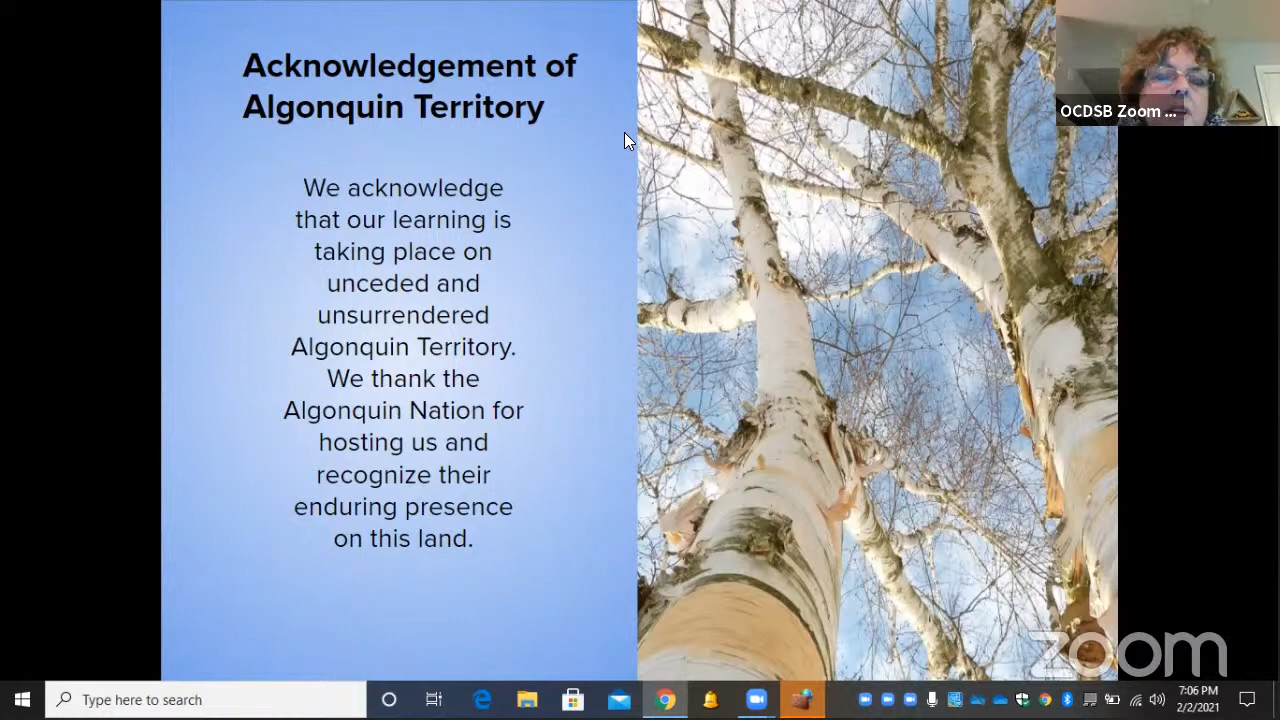 Acknowledgement of
Algonquin Territory
We acknowledge
that our learning is
taking place on
unceded and
unsurrendered
Algonquin Territory.
We thank the
Algonquin Nation for
hosting us and
recognize their
enduring presence
on this land.
OCDSB Zoom ...
zoom
Type here to search
7:06 PM
2/2/2021